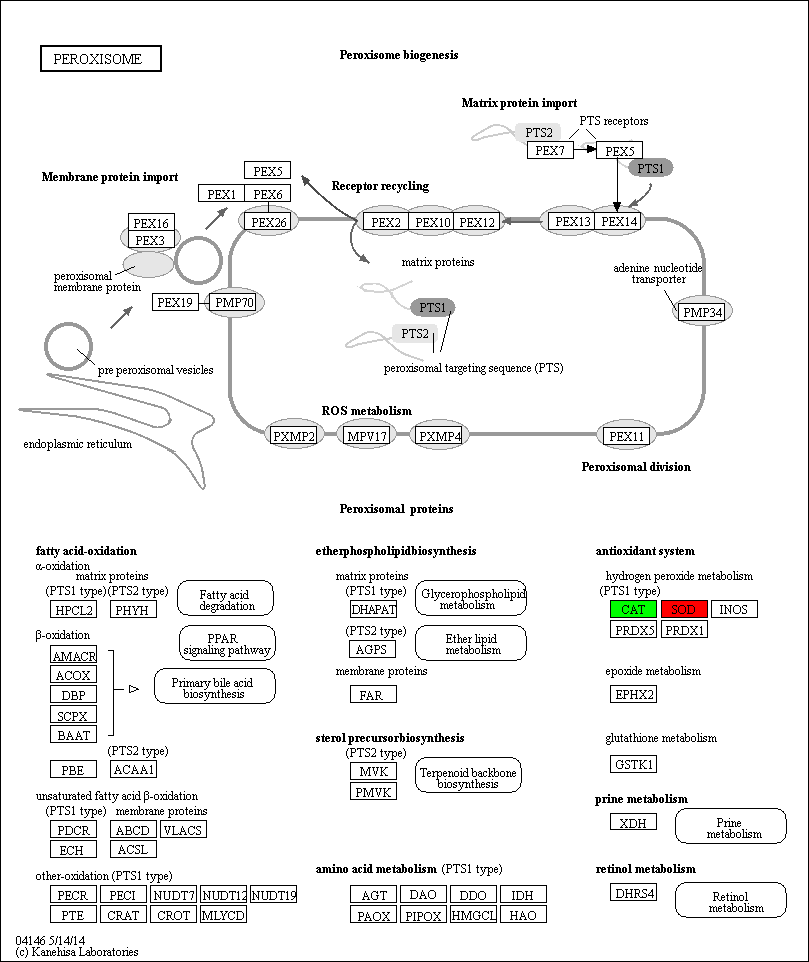 PEROXISOME
Peroxisome biogenesis
Matrix protein import
PTS2
PTS receptors
PEX7
PEX5
PTS1
Membrane protein import
PEX5
Receptor recycling
PEX1
PEX6
PEX16
PEX3
PEX26
PEX2
PEX10
PEX12
PEX13
PEX14
matrix proteins
adenine nucleotide
transporter
peroxisomal
membrane protein
PEX19
PMP70
PTS1
PMP34
PTS2
pre peroxisomal vesicles
peroxisomal targeting sequence (PTS)
ROS metabolism
endoplasmic reticulum
PXMP2
MPV17
PXMP4
PEX11
Peroxisomal division
Peroxisomal proteins
fatty acid-oxidation
α-oxidation
matrix proteins
(PTS1 type) (PTS2 type)
HPCL2
PHYH
Fatty acid
degradation
β-oxidation
PPAR
signaling pathway
AMACR
ACOX
DBP
SCPX
BAAT
Primary bile acid
biosynthesis
(PTS2 type)
PBE
ACAA1
unsaturated fatty acid β-oxidation
(PTS1 type) membrane proteins
PDCR
ABCD
VLACS
ECH
ACSL
other-oxidation (PTS1 type)
PECR
PECI
NUDT7
NUDT12
NUDT19
PTE
CRAT
CROT
MLYCD
etherphospholipidbiosynthesis
matrix proteins
(PTS1 type)
DHAPAT
Glycerophospholipid
metabolism
(PTS2 type)
AGPS
Ether lipid
metabolism
membrane proteins
FAR
sterol precursorbiosynthesis
(PTS2 type)
MVK
PMVK
Terpenoid backbone
biosynthesis
amino acid metabolism (PTS1 type)
AGT
DAO
DDO
IDH
PAOX
PIPOX
HMGCL
HAO
antioxidant system
hydrogen peroxide metabolism
(PTS1 type)
CAT
SOD
INOS
PRDX5
PRDX1
epoxide metabolism
EPHX2
glutathione metabolism
GSTK1
prine metabolism
XDH
Prine
metabolism
retinol metabolism
DHRS4
Retinol
metabolism
04146 5/14/14
(c) Kanehisa Laboratories